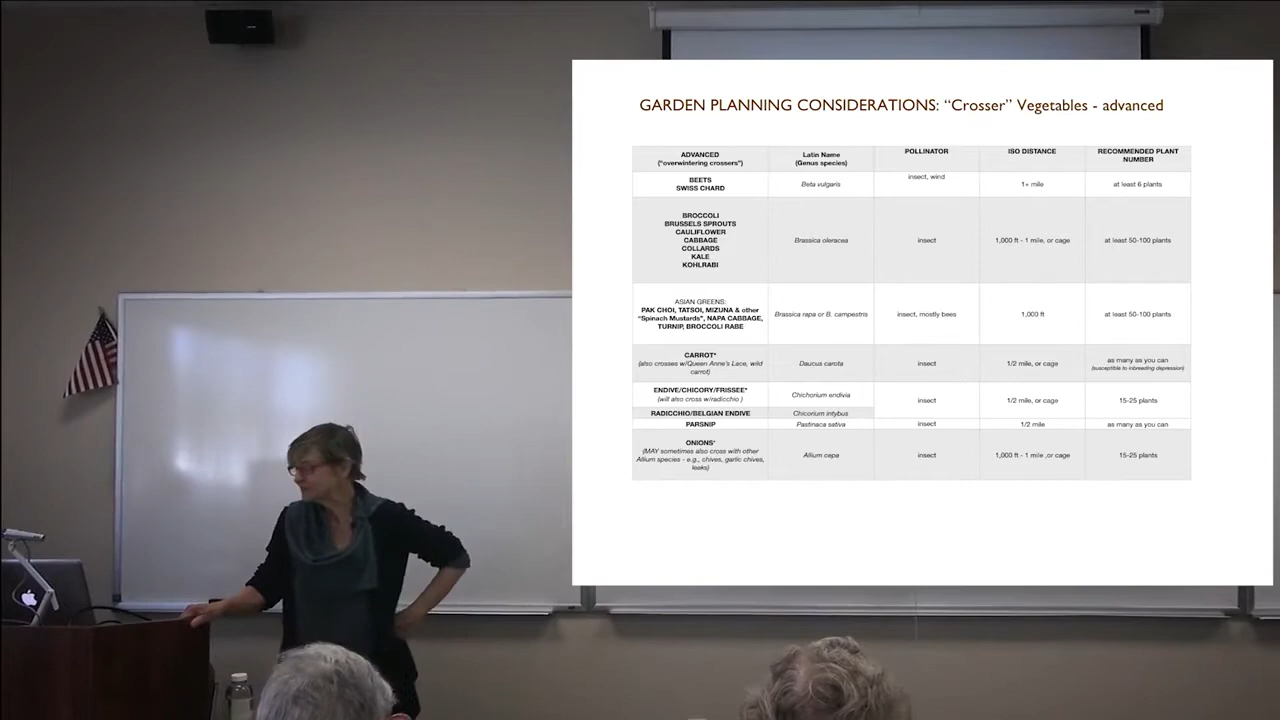 GARDEN PLANNING CONSIDERATIONS: “Crosser” Vegetables - advanced
ADVANCED
("overwintering crossers")
Latin Name
(Genus species)
POLLINATOR
ISO DISTANCE
RECOMMENDED PLANT
NUMBER
BEETS
SWISS CHARD
Beta vulgaris
insect, wind
1+ mile
at least 6 plants
BROCCOLI
BRUSSELS SPROUTS
CAULIFLOWER
CABBAGE
COLLARDS
KALE
KOHLRABI
Brassica oleracea
insect
1,000 ft - 1 mile, or cage
at least 50-100 plants
ASIAN GREENS:
PAK CHOI, TATSOI, MIZUNA & other
"Spinach Mustards", NAPA CABBAGE,
TURNIP, BROCCOLI RABE
Brassica rapa or B. campestris
insect, mostly bees
1,000 ft
at least 50-100 plants
CARROT*
(also crosses w/Queen Anne's Lace, wild
carrot)
Daucus carota
insect
1/2 mile, or cage
as many as you can
(susceptible to inbreeding depression)
ENDIVE/CHICORY/FRISSEE*
(will also cross w/radicchio )
Chichorium endivia
insect
1/2 mile, or cage
15-25 plants
RADICCHIO/BELGIAN ENDIVE
Chicorium intybus
PARSNIP
Pastinaca sativa
insect
1/2 mile
as many as you can
ONIONS*
(MAY sometimes also cross with other
Allium species - e.g., chives, garlic chives,
leeks)
Allium cepa
insect
1,000 ft - 1 mile ,or cage
15-25 plants